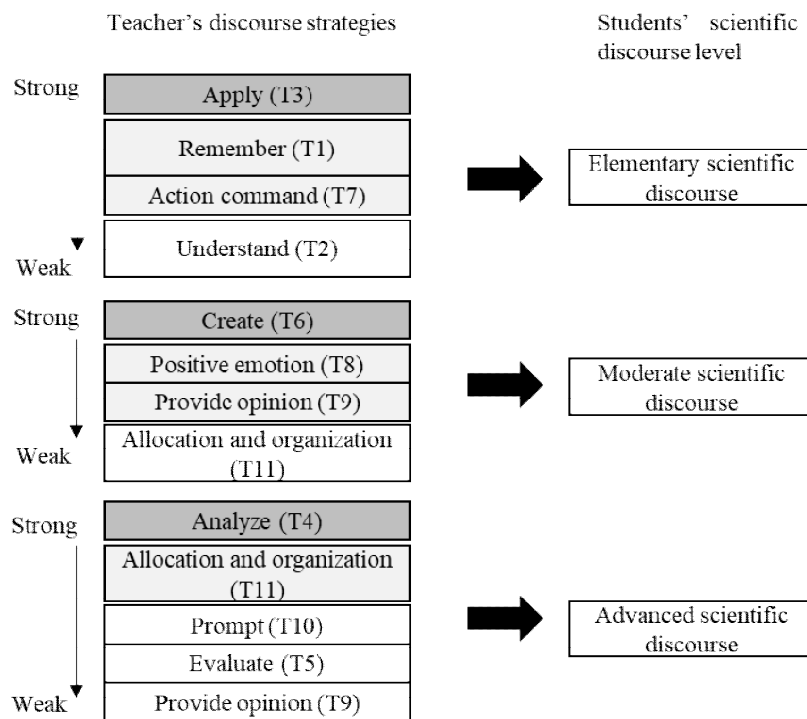 Teacher's discourse strategies
Students' scientific
discourse level
Strong
Apply (T3)
Remember (T1)
Action command (T7)
Understand (T2)
Weak
Elementary scientific
discourse
Strong
Create (T6)
Positive emotion (T8)
Provide opinion (T9)
Allocation and organization
(T11)
Weak
Moderate scientific
discourse
Strong
Analyze (T4)
Allocation and organization
(T11)
Prompt (T10)
Evaluate (T5)
Provide opinion (T9)
Weak
Advanced scientific
discourse